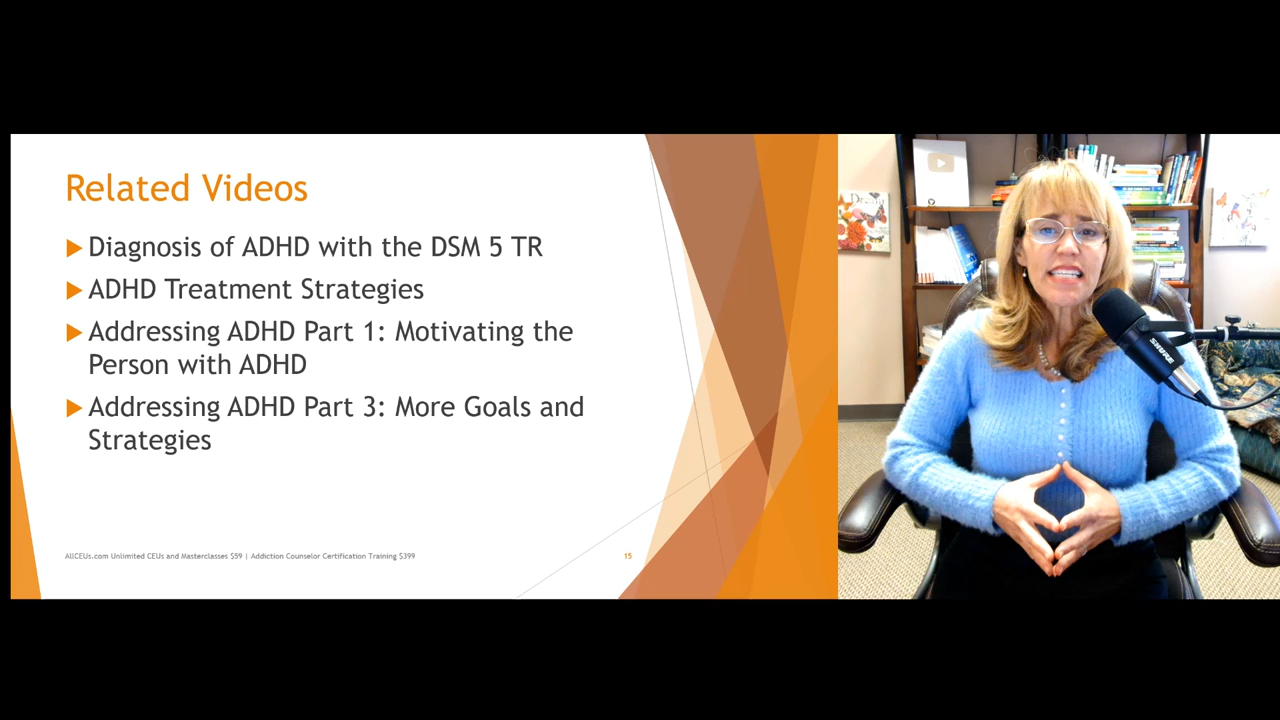 Related Videos
Diagnosis of ADHD with the DSM 5 TR
ADHD Treatment Strategies
Addressing ADHD Part 1: Motivating the
Person with ADHD
Addressing ADHD Part 3: More Goals and
Strategies
AllCEUs.com Unlimited CEUs and Masterclasses $59 | Addiction Counselor Certification Training $399
15
SHURE